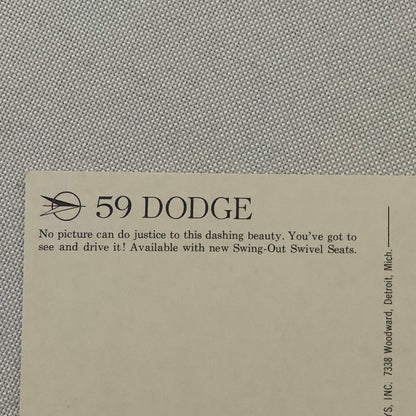 59 DODGE
No picture can do justice to this dashing beauty. You've got to
see and drive it! Available with new Swing-Out Swivel Seats.
INC. 7338 Woodward, Detroit, Mich.